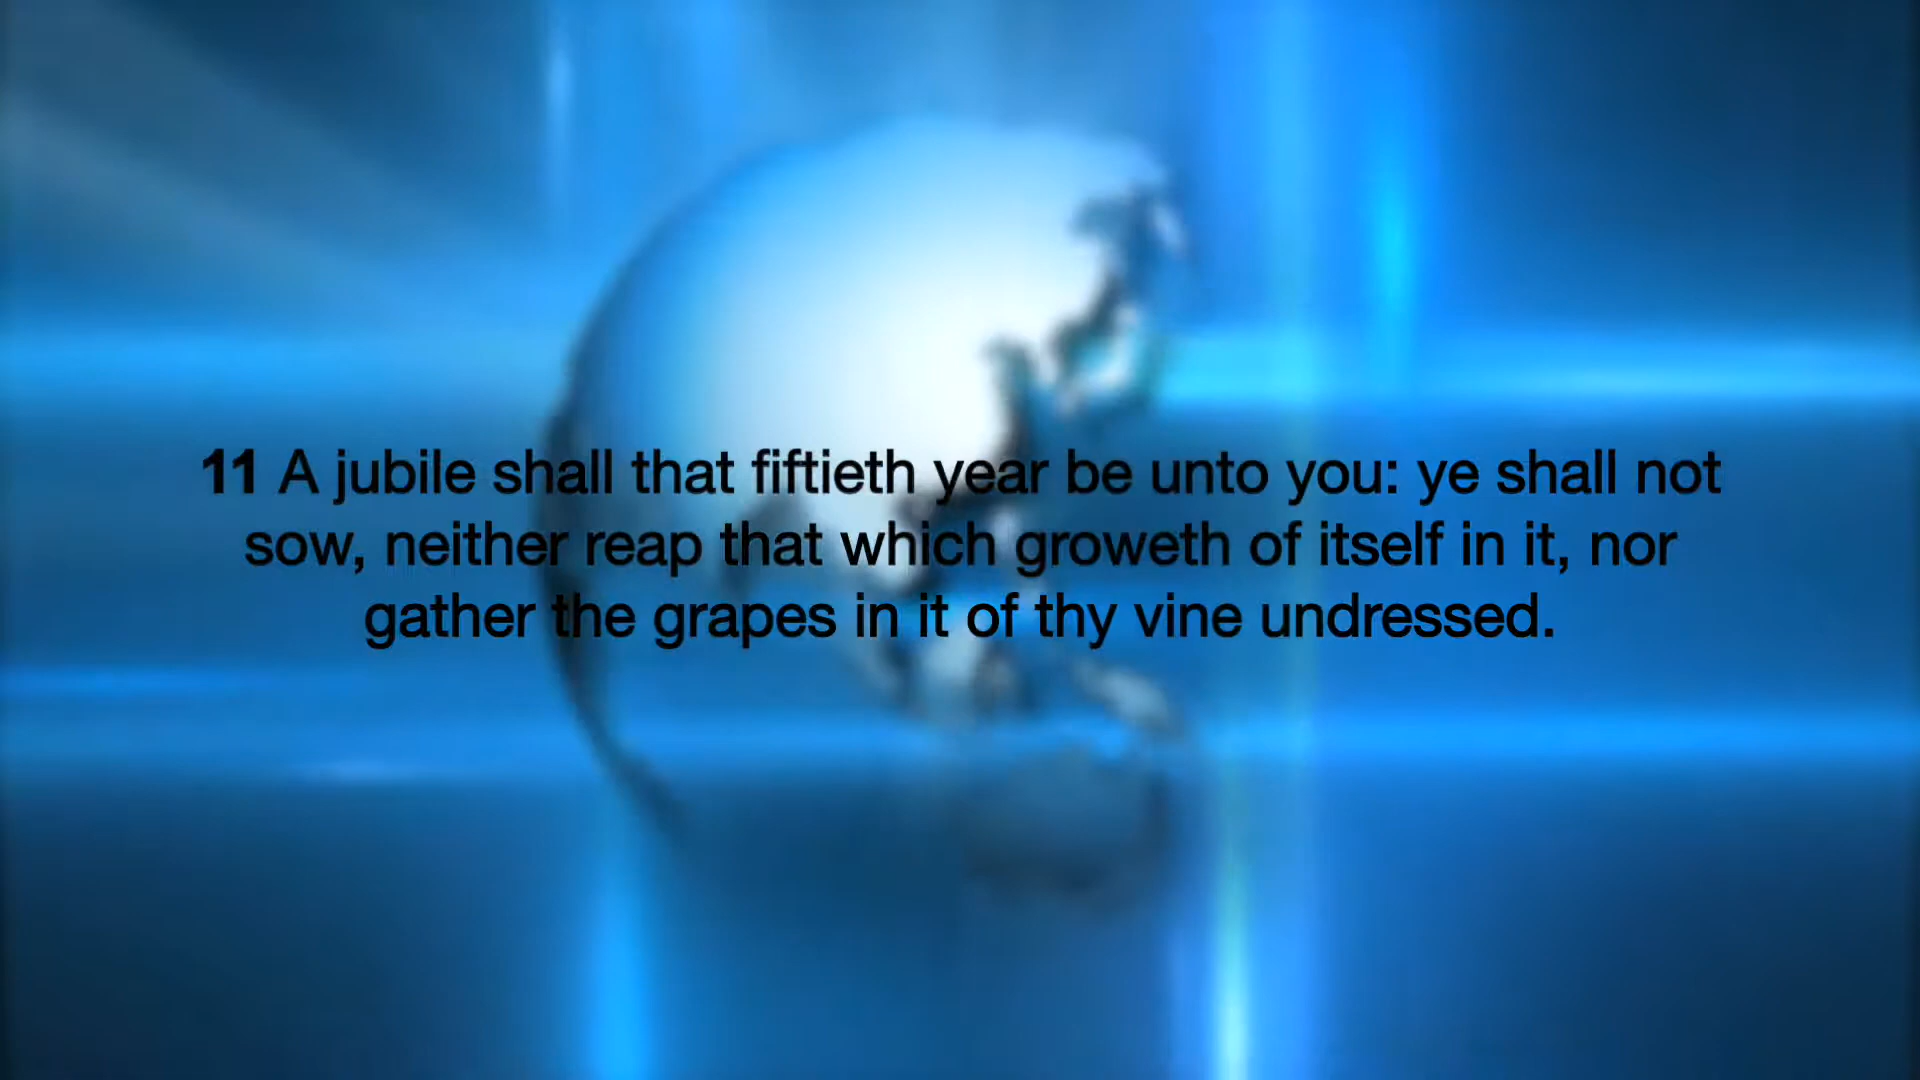 11 A jubile shall that fiftieth year be unto you: ye shall not
sow, neither reap that which groweth of itself in it, nor
gather the grapes in it of thy vine undressed.